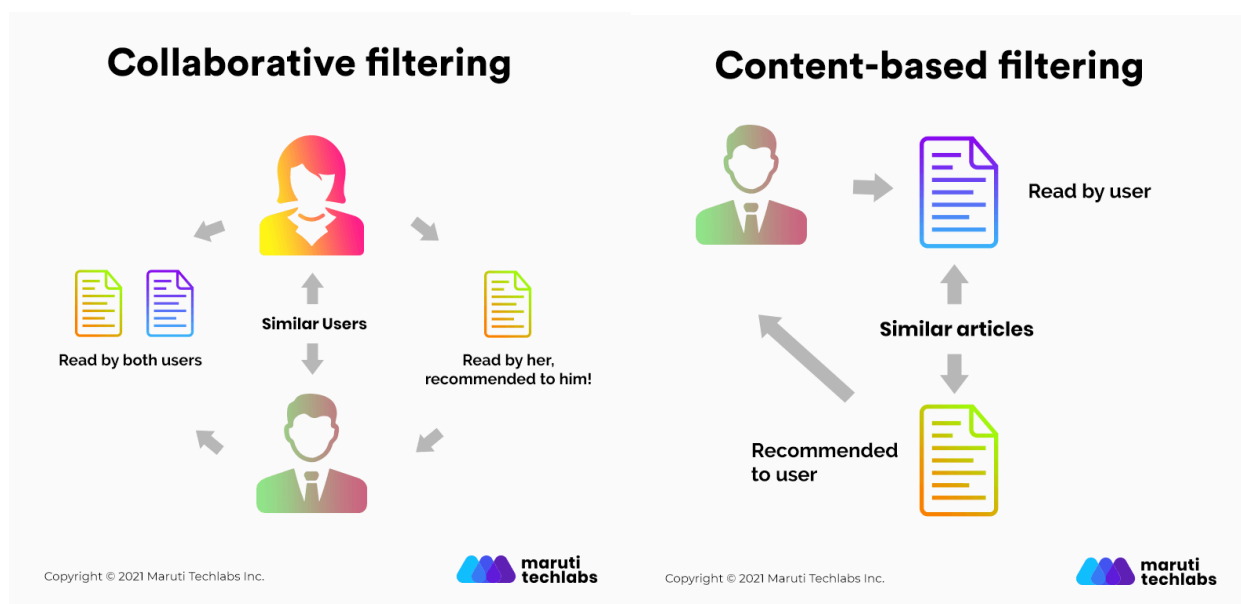 Collaborative filtering
Similar Users
Read by both users
Read by her,
recommended to him!
Copyright © 2021 Maruti Techlabs Inc.
maruti
techlabs
Content-based filtering
Read by user
Similar articles
Recommended
to user
Copyright © 2021 Maruti Techlabs Inc.
maruti
techlabs